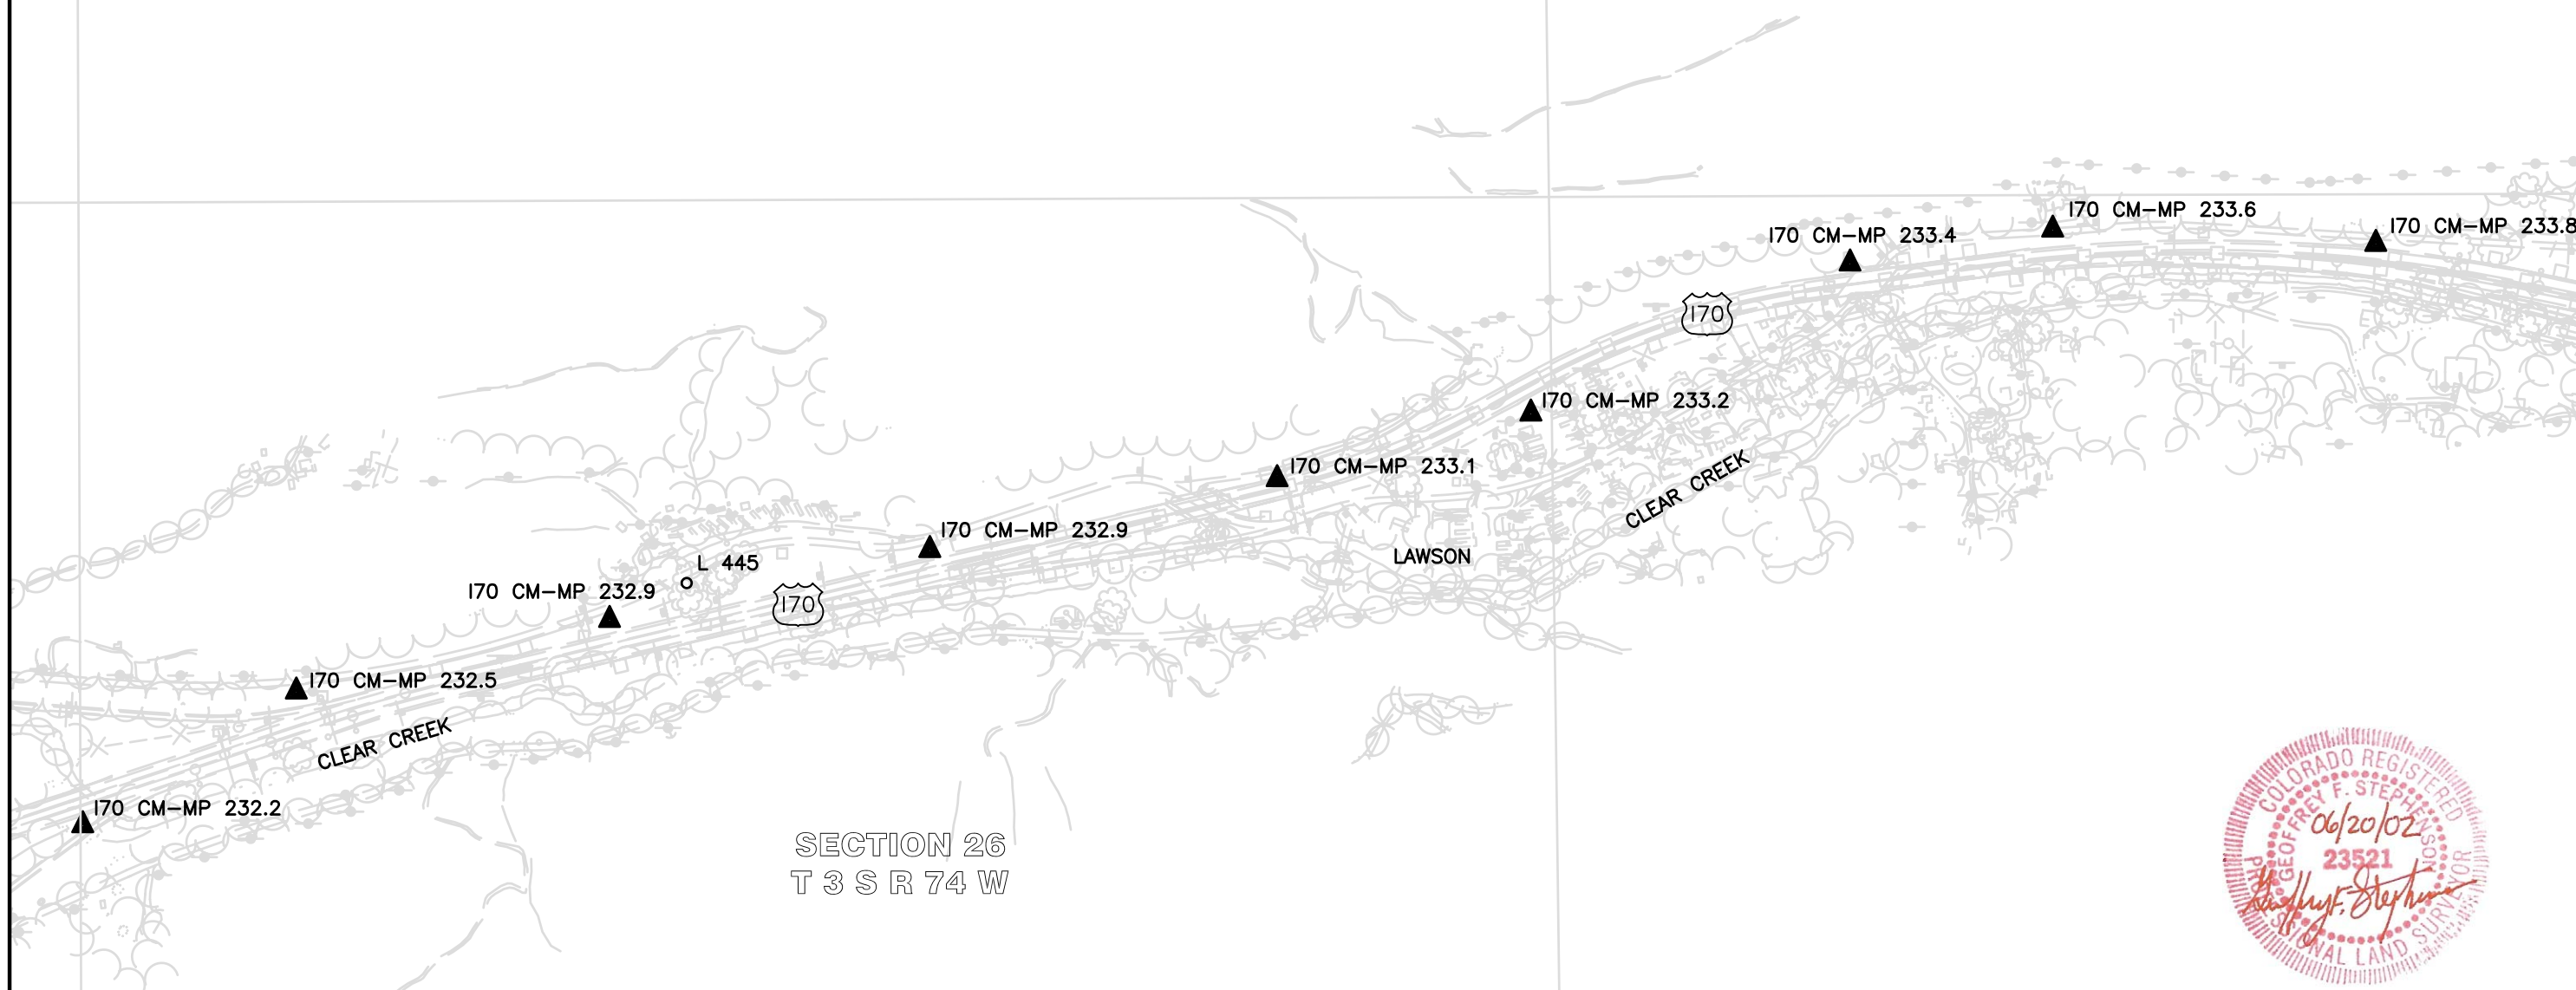 I70 CM-MP 233.6
I70 CM-MP 233.8
I70 CM-MP 233.4
I70
I70 CM-MP 233.2
I70 CM-MP 233.1
CLEAR CREEK
I70 CM-MP 232.9
LAWSON
L 445
I70 CM-MP 232.9
I70
I70 CM-MP 232.5
CLEAR CREEK
I70 CM-MP 232.2
SECTION 26
T 3 S R 74 W
COLORADO REGISTERED
GEOFFREY F. STEPHENSON
06/20/02
23521
Geoffrey F. Stephenson
PROFESSIONAL LAND SURVEYOR